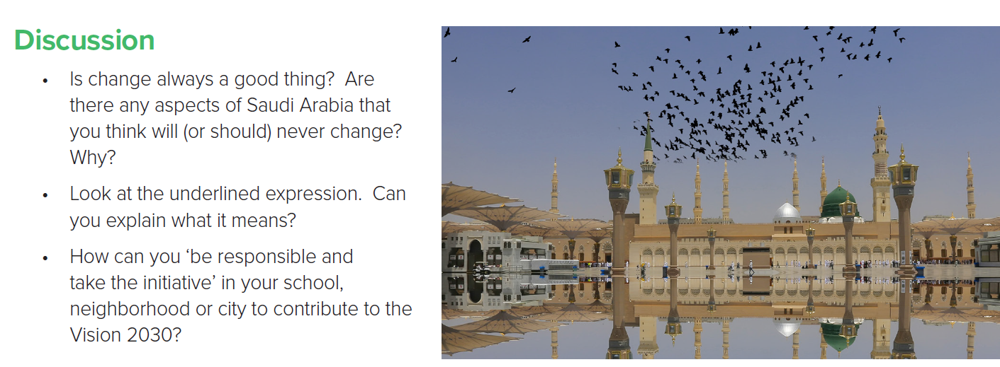 Discussion
• Is change always a good thing?  Are
there any aspects of Saudi Arabia that
you think will (or should) never change?
Why?
• Look at the underlined expression.  Can
you explain what it means?
• How can you ‘be responsible and
take the initiative’ in your school,
neighborhood or city to contribute to the
Vision 2030?